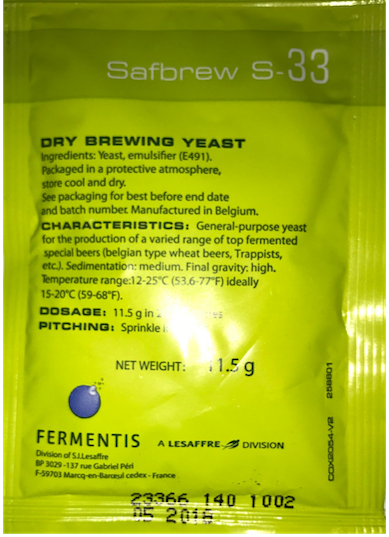 Safbrew S-33
DRY BREWING YEAST
Ingredients: Yeast, emulsifier (E491).
Packaged in a protective atmosphere,
store cool and dry.
See packaging for best before end date
and batch number. Manufactured in Belgium.
CHARACTERISTICS: General-purpose yeast
for the production of a varied range of top fermented
special beers (belgian type wheat beers, Trappists,
etc.). Sedimentation: medium. Final gravity: high.
Temperature range:12-25°C (53.6-77°F) ideally
15-20°C (59-68°F).
DOSAGE: 11.5 g in
PITCHING: Sprinkle
NET WEIGHT: 11.5 g
FERMENTIS A LESAFFRE DIVISION
Division of S.I.Lesaffre
BP 3029 -137 rue Gabriel Péri
F-59703 Marcq-en-Barœul cedex - France
258801
COX2054-V2
23366 140 1002
05 2016